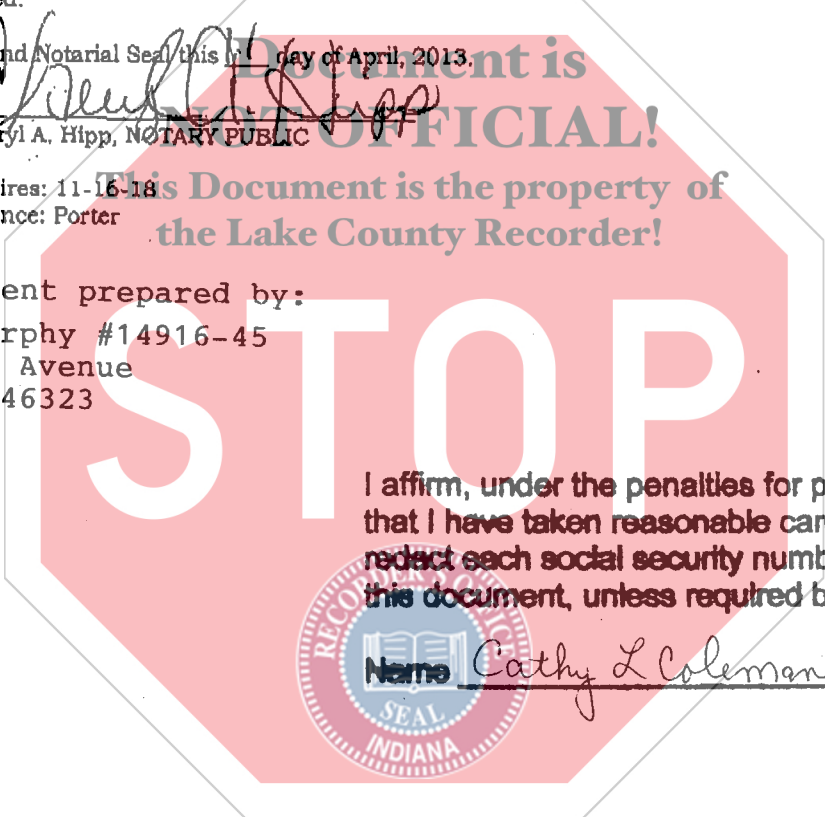 ed.
nd Notarial Seal this day of April, 2013.
Document is
NOT OFFICIAL!
ryl A. Hipp, NOTARY PUBLIC
This Document is the property of
the Lake County Recorder!
ires: 11-16-18
nce: Porter
ent prepared by:
rphy #14916-45
Avenue
46323
STOP
I affirm, under the penalties for p
that I have taken reasonable car
redact each social security numb
this document, unless required b
Name Cathy L Coleman
RECORDER'S OFFICE
SEAL
INDIANA